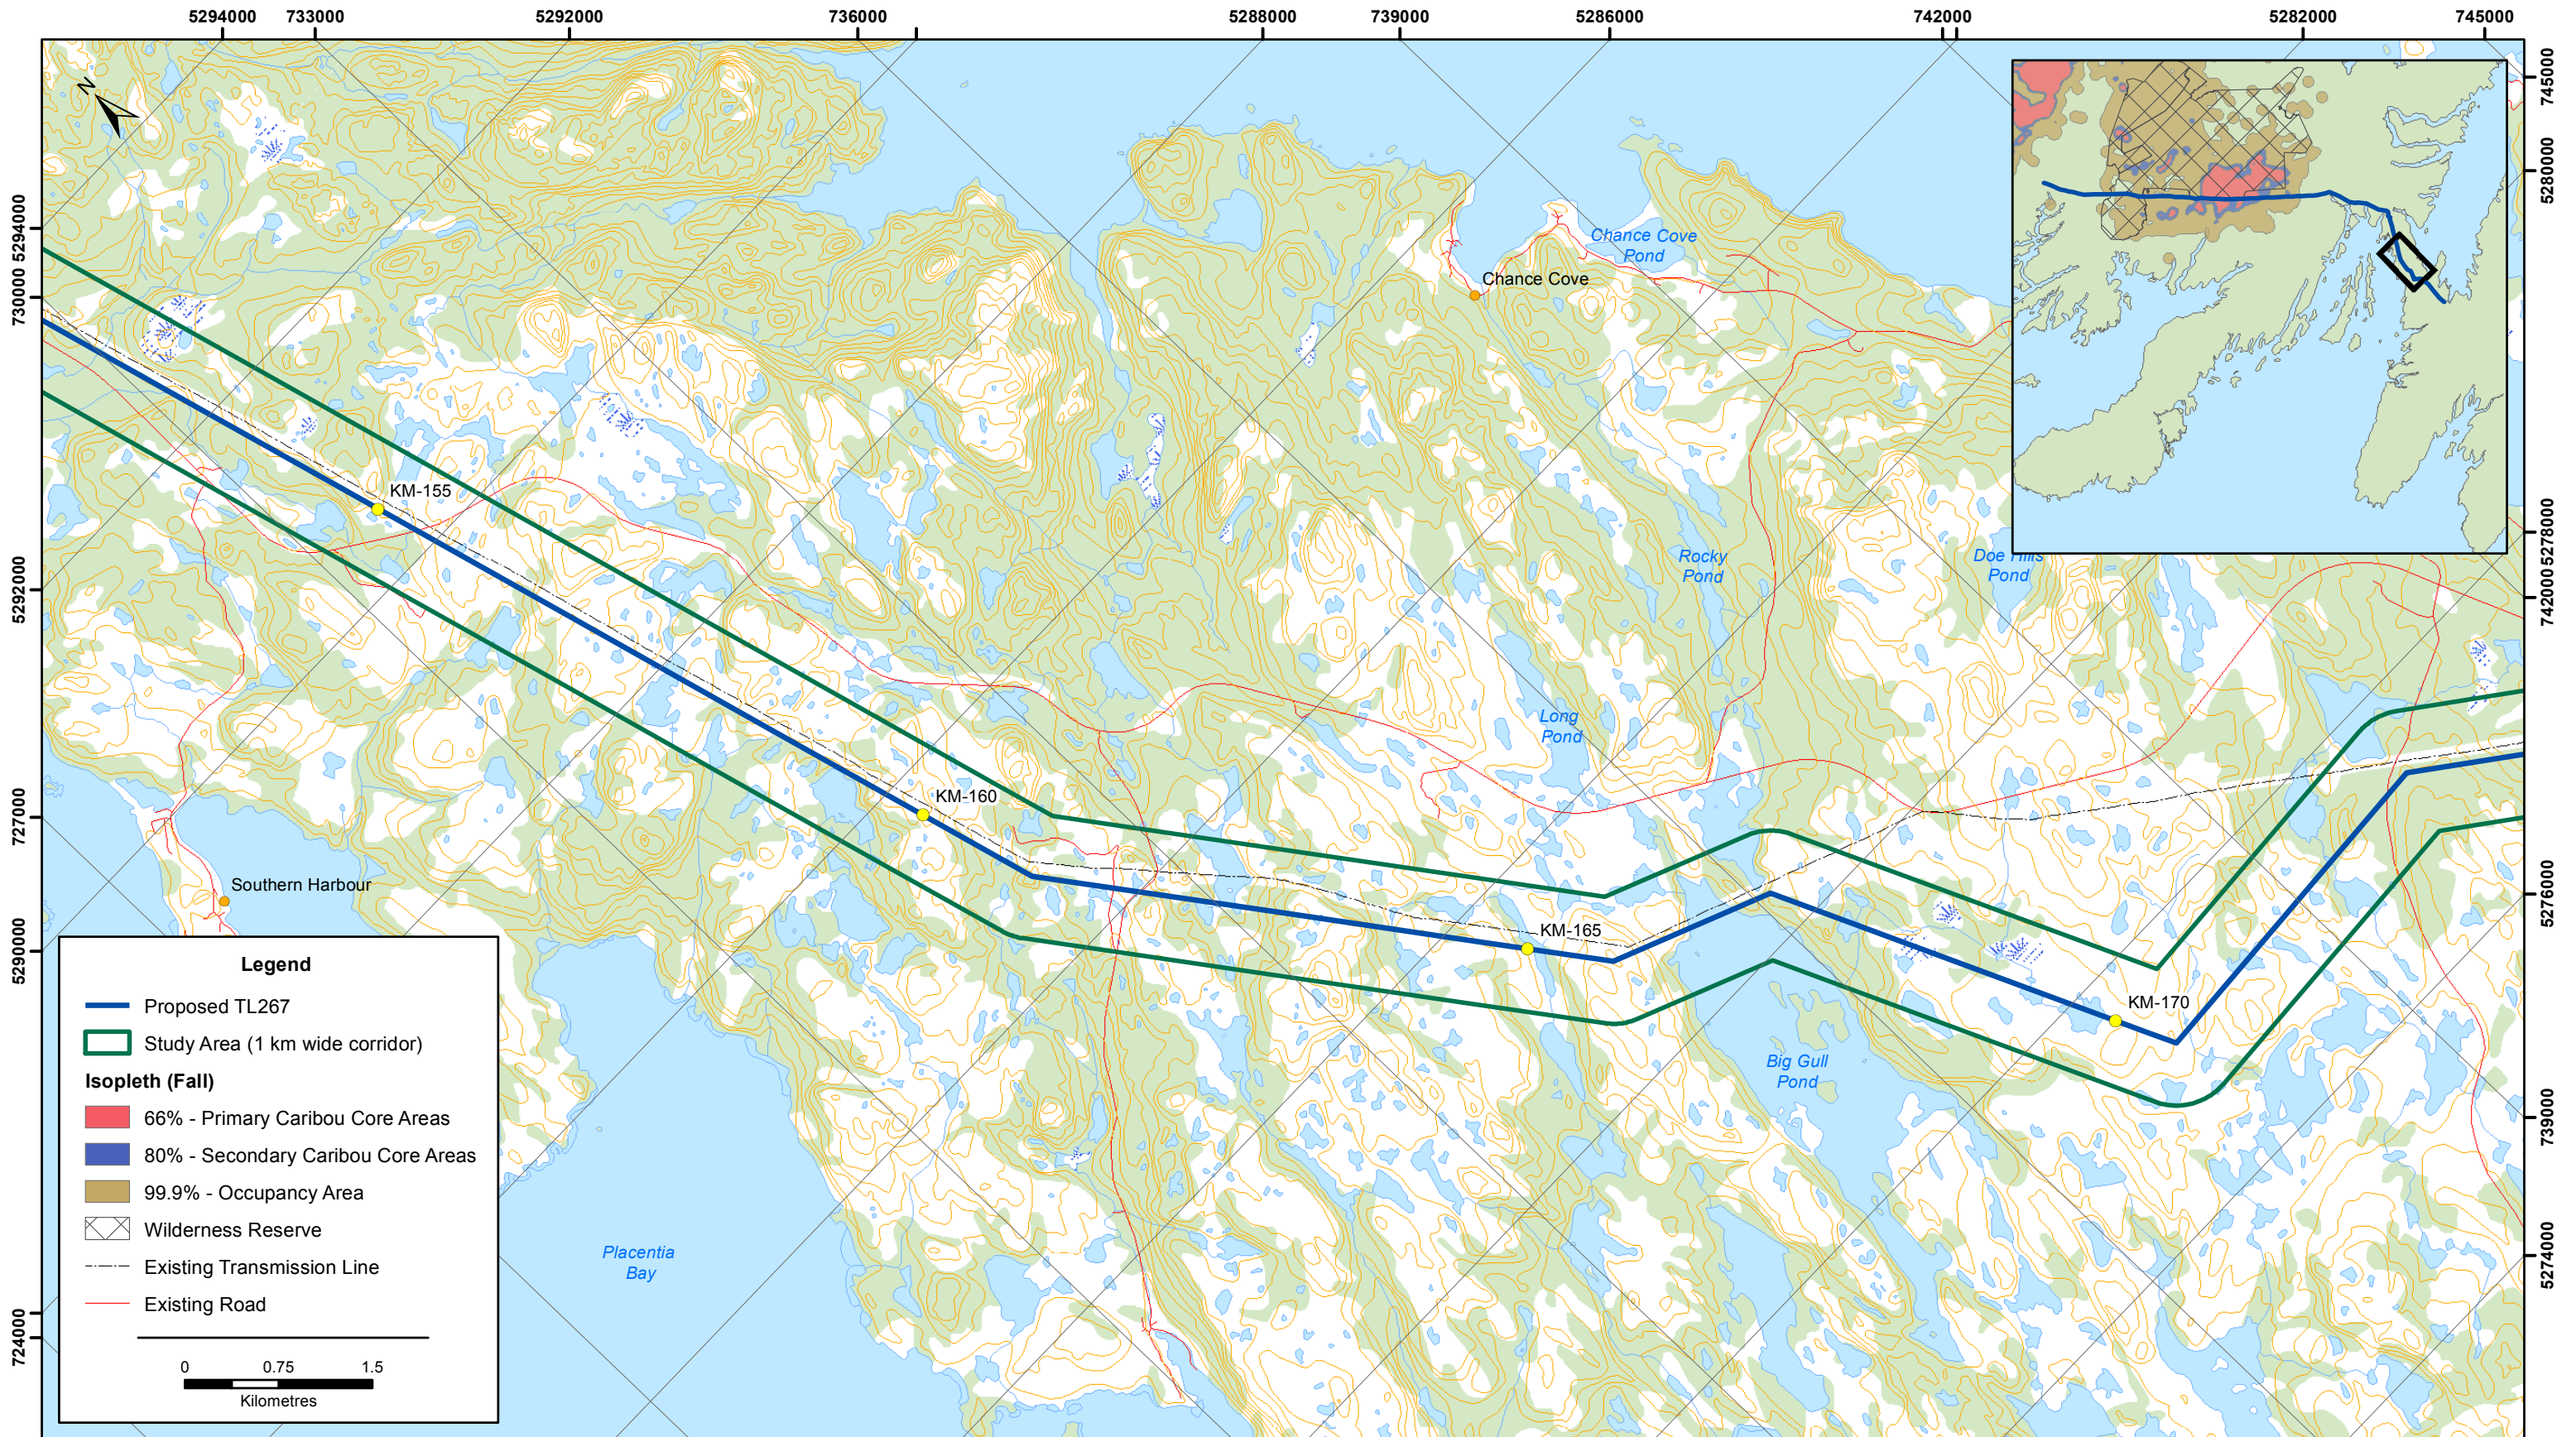 5294000 733000 5292000 736000 5288000 739000 5286000 742000 5282000 745000
N
745000
5280000
5278000
742000
5276000
739000
5274000
5294000
730000
5292000
727000
5290000
724000
Chance Cove
Pond
Chance Cove
KM-155
Rocky
Pond
Doe Hills
Pond
Long
Pond
KM-160
Southern Harbour
KM-165
KM-170
Big Gull
Pond
Placentia
Bay
Legend
Proposed TL267
Study Area (1 km wide corridor)
Isopleth (Fall)
66% - Primary Caribou Core Areas
80% - Secondary Caribou Core Areas
99.9% - Occupancy Area
Wilderness Reserve
Existing Transmission Line
Existing Road
0 0.75 1.5
Kilometres